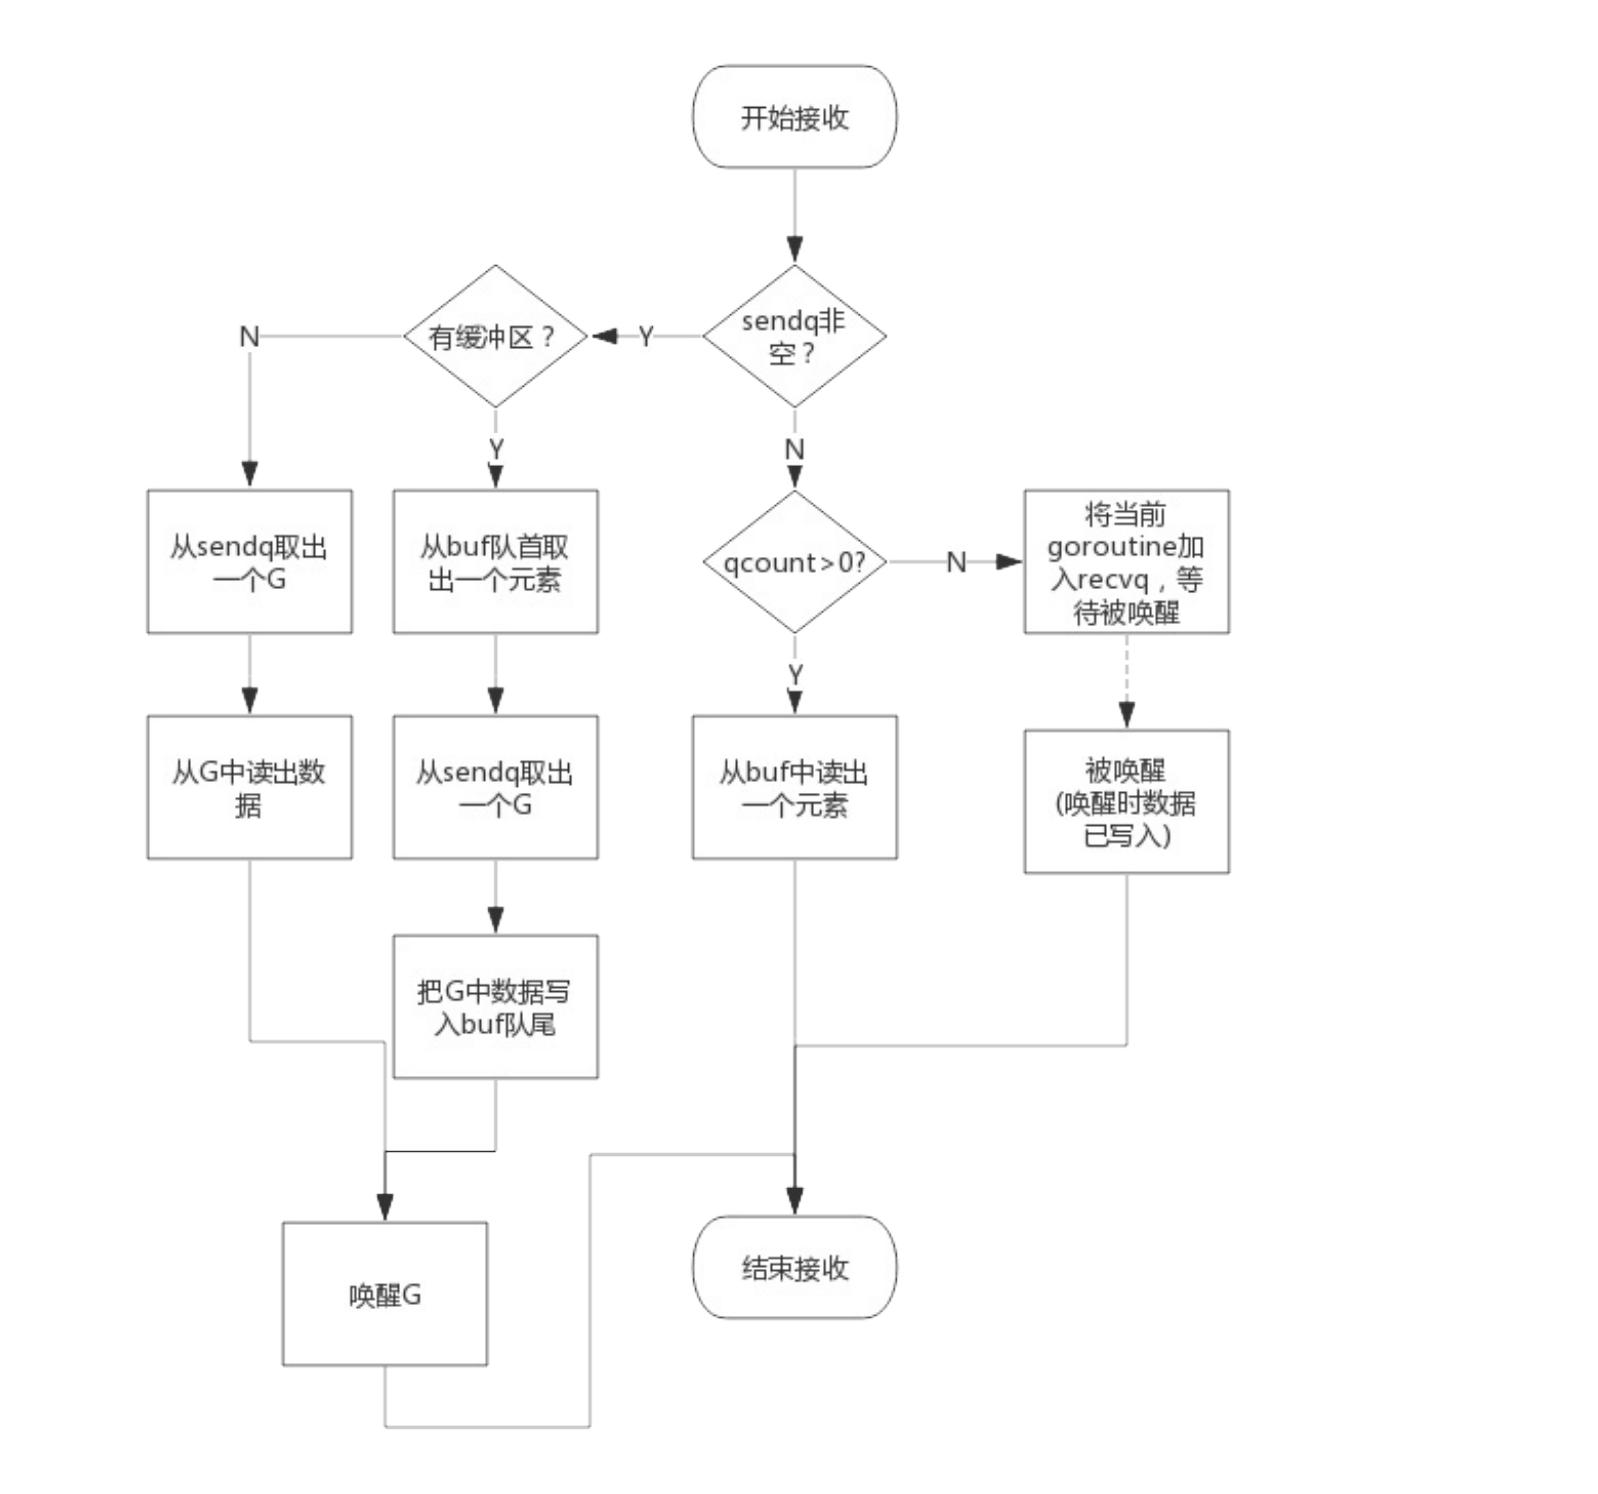 开始接收
sendq非
空？
Y
有缓冲区？
N
Y
N
从sendq取出
一个G
从buf队首取
出一个元素
qcount>0?
N
将当前
goroutine加
入recvq，等
待被唤醒
Y
从G中读出数
据
从sendq取出
一个G
从buf中读出
一个元素
被唤醒
(唤醒时数据
已写入)
把G中数据写
入buf队尾
唤醒G
结束接收